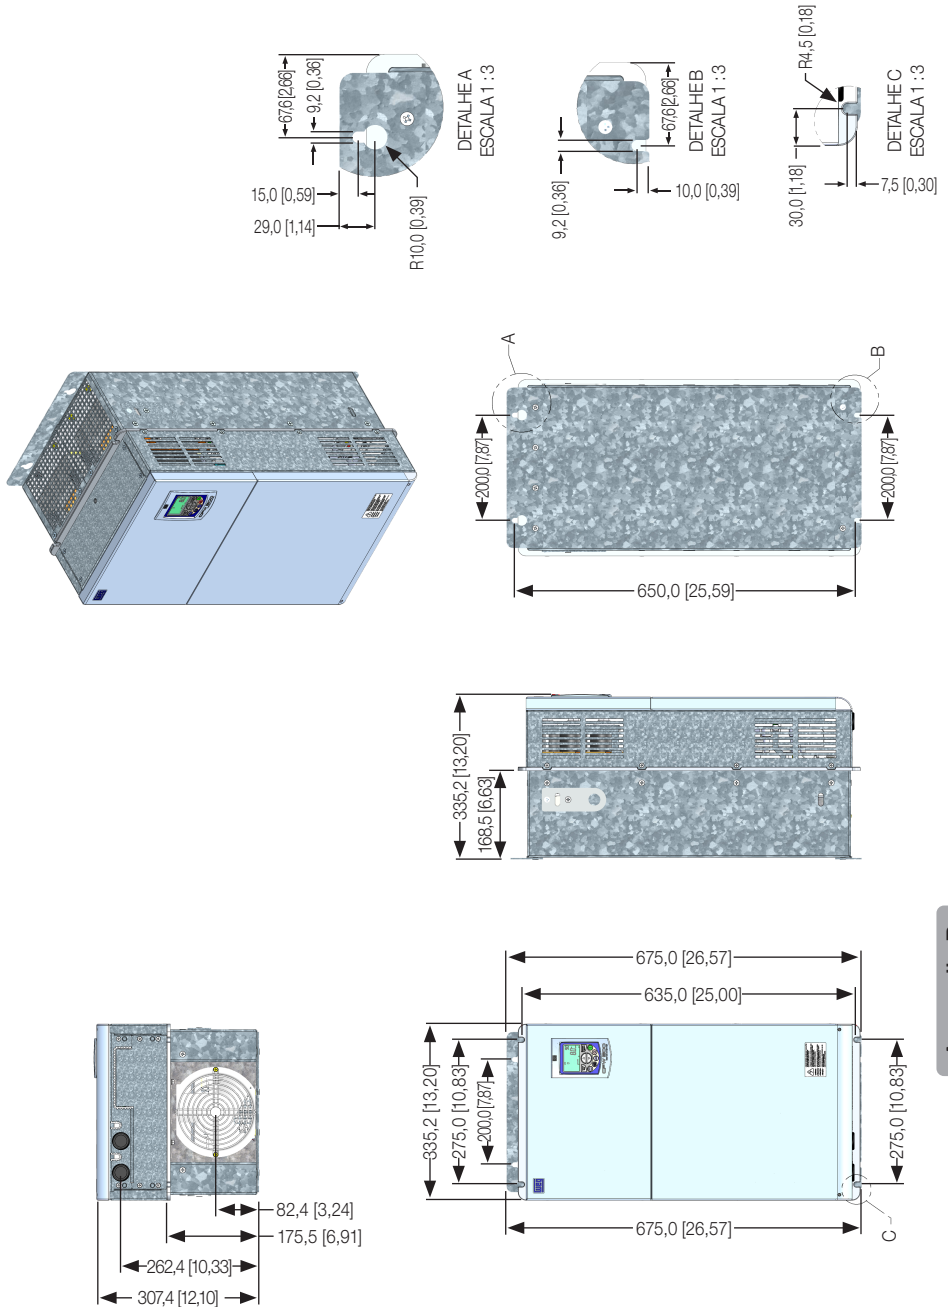 67,6[2,66]
9,2 [0,36]
15,0 [0,59]
29,0 [1,14]
R10,0 [0,39]
DETALHE A
ESCALA 1 : 3
9,2 [0,36]
67,6[2,66]
10,0 [0,39]
DETALHE B
ESCALA 1 : 3
R4,5 [0,18]
30,0 [1,18]
7,5 [0,30]
DETALHE C
ESCALA 1 : 3
A
B
200,0 [7,87]
200,0 [7,87]
650,0 [25,59]
335,2 [13,20]
168,5 [6,63]
675,0 [26,57]
635,0 [25,00]
335,2 [13,20]
275,0 [10,83]
200,0 [7,87]
275,0 [10,83]
675,0 [26,57]
C
82,4 [3,24]
175,5 [6,91]
262,4 [10,33]
307,4 [12,10]